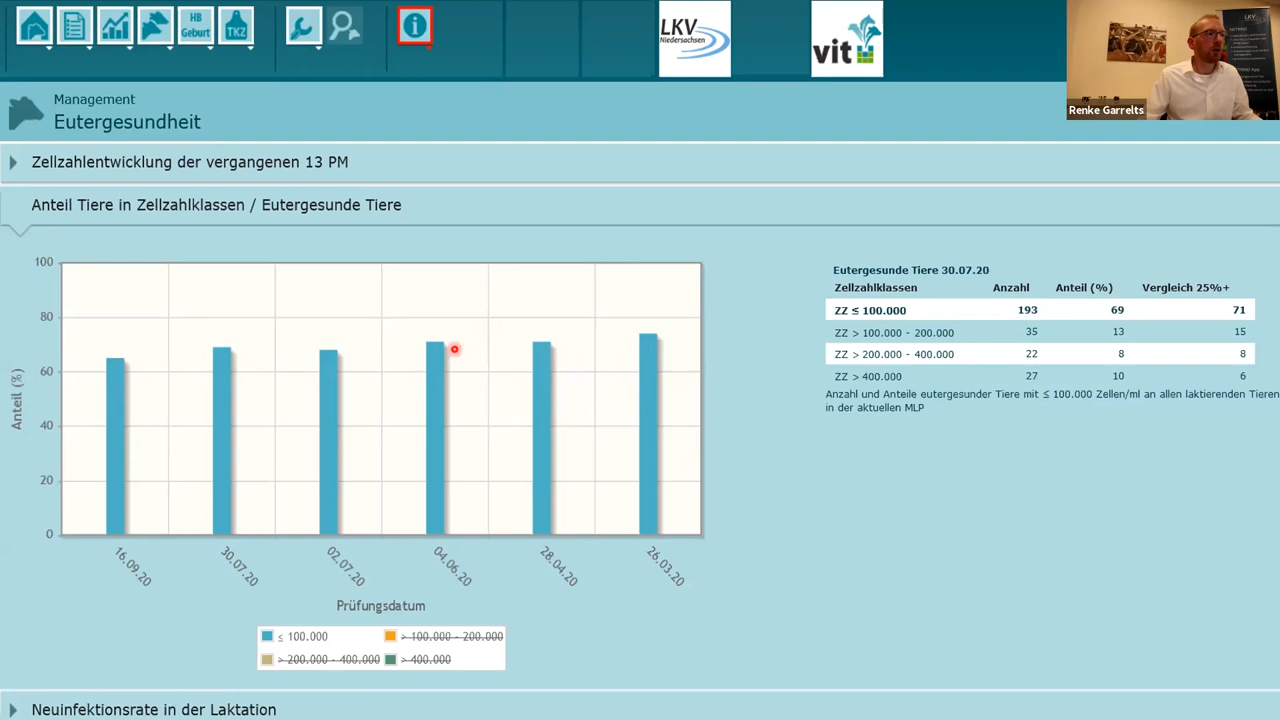 HB
Geburt
TKZ
LKV
Niedersachsen
vit
LKV
Renke Garrelts
Management
Eutergesundheit
Zellzahlentwicklung der vergangenen 13 PM
Anteil Tiere in Zellzahlklassen / Eutergesunde Tiere
100
80
60
40
20
0
Anteil (%)
16.09.20
30.07.20
02.07.20
04.06.20
28.04.20
26.03.20
Prüfungsdatum
≤ 100.000
> 100.000 - 200.000
> 200.000 - 400.000
> 400.000
Eutergesunde Tiere 30.07.20
Zellzahlklassen Anzahl Anteil (%) Vergleich 25%+
ZZ ≤ 100.000 193 69 71
ZZ > 100.000 - 200.000 35 13 15
ZZ > 200.000 - 400.000 22 8 8
ZZ > 400.000 27 10 6
Anzahl und Anteile eutergesunder Tiere mit ≤ 100.000 Zellen/ml an allen laktierenden Tieren
in der aktuellen MLP
Neuinfektionsrate in der Laktation